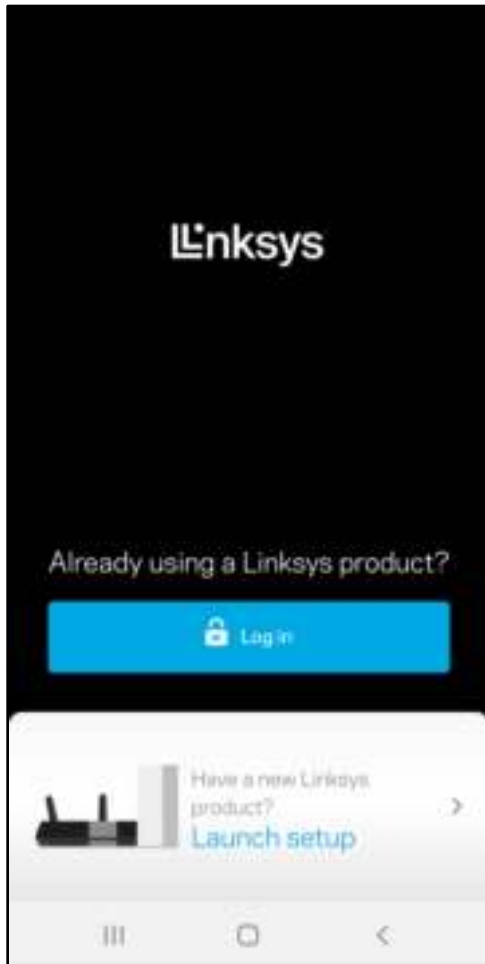 Linksys
Already using a Linksys product?
Log in
Have a new Linksys
product?
Launch setup